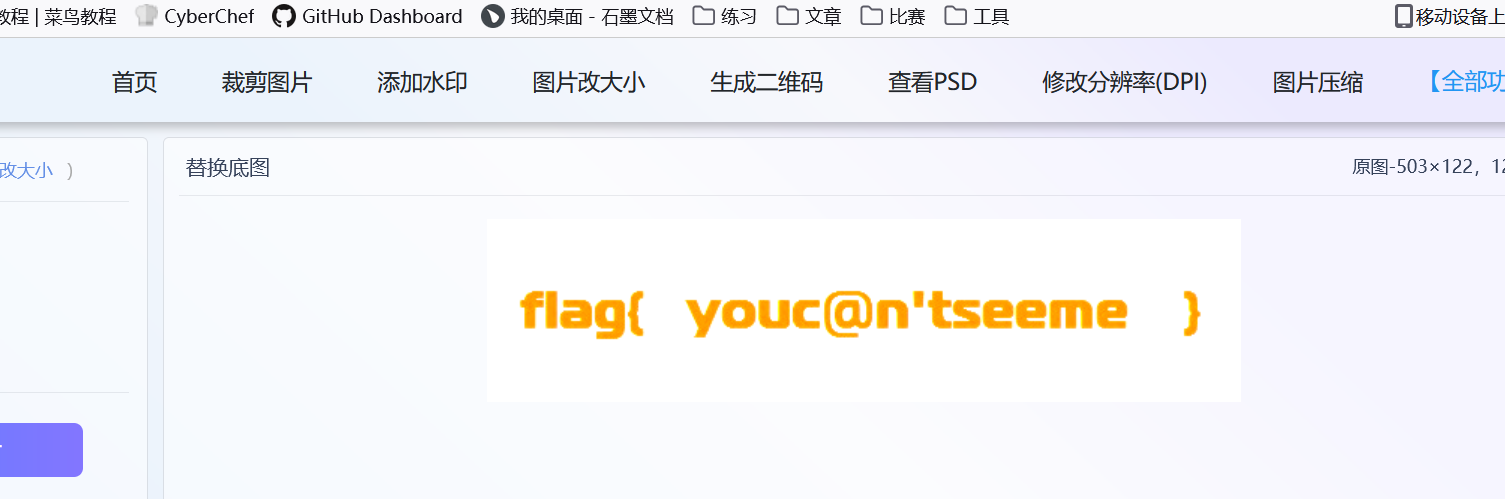 教程 | 菜鸟教程 CyberChef GitHub Dashboard 我的桌面 - 石墨文档 练习 文章 比赛 工具 移动设备上
首页 裁剪图片 添加水印 图片改大小 生成二维码 查看PSD 修改分辨率(DPI) 图片压缩 【全部功
改大小 ) 替换底图 原图-503×122，12
flag{ youc@n'tseeme }